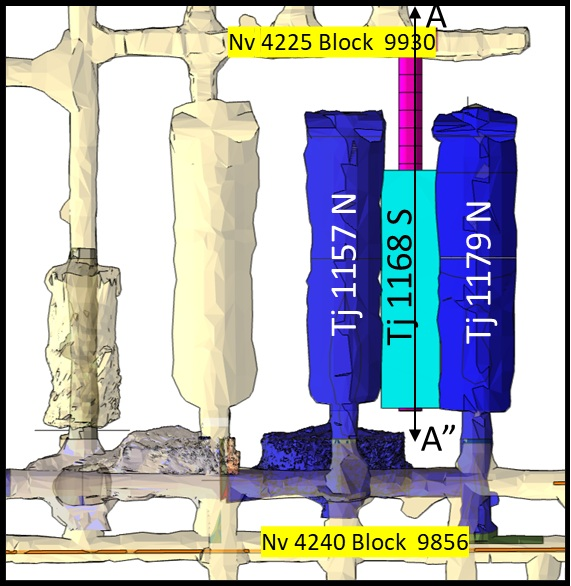 A
Nv 4225 Block 9930
Tj 1157 N
Tj 1168 S
Tj 1179 N
A”
Nv 4240 Block 9856